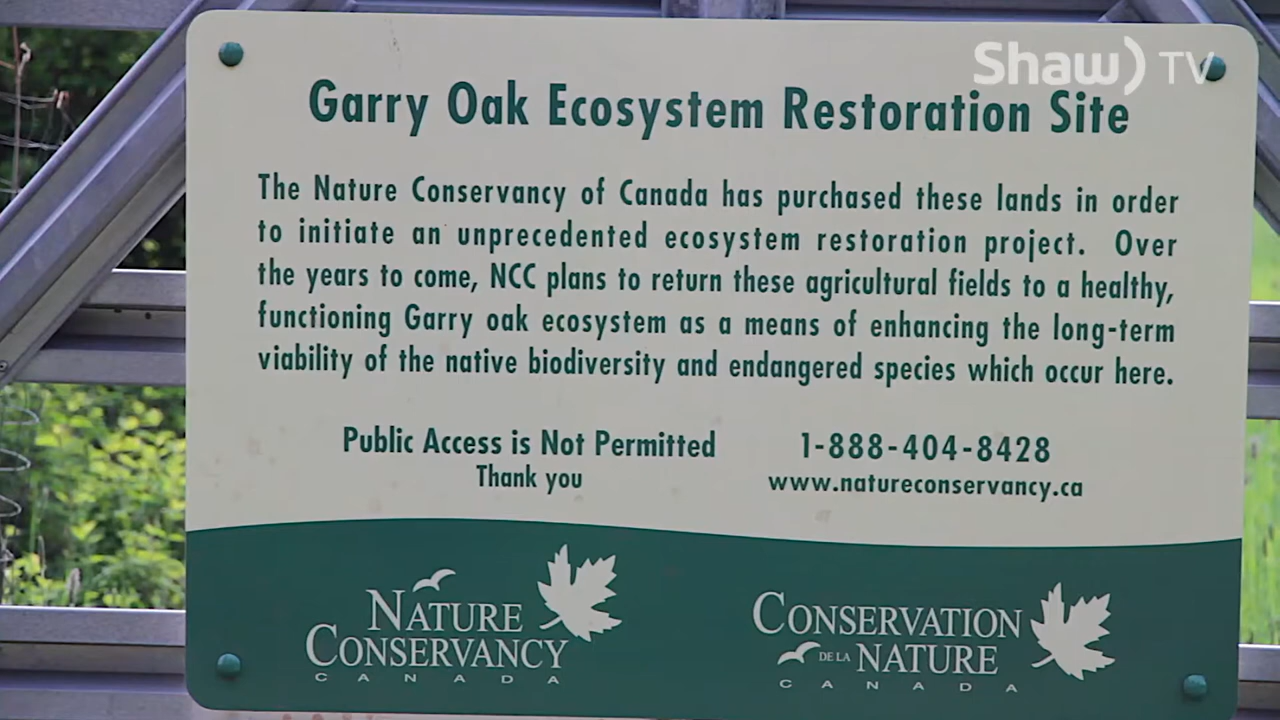 Shaw) TV
Garry Oak Ecosystem Restoration Site
The Nature Conservancy of Canada has purchased these lands in order
to initiate an unprecedented ecosystem restoration project. Over
the years to come, NCC plans to return these agricultural fields to a healthy,
functioning Garry oak ecosystem as a means of enhancing the long-term
viability of the native biodiversity and endangered species which occur here.
Public Access is Not Permitted
Thank you
1-888-404-8428
www.natureconservancy.ca
NATURE
CONSERVANCY
CANADA
CONSERVATION
DE LA NATURE
CANADA